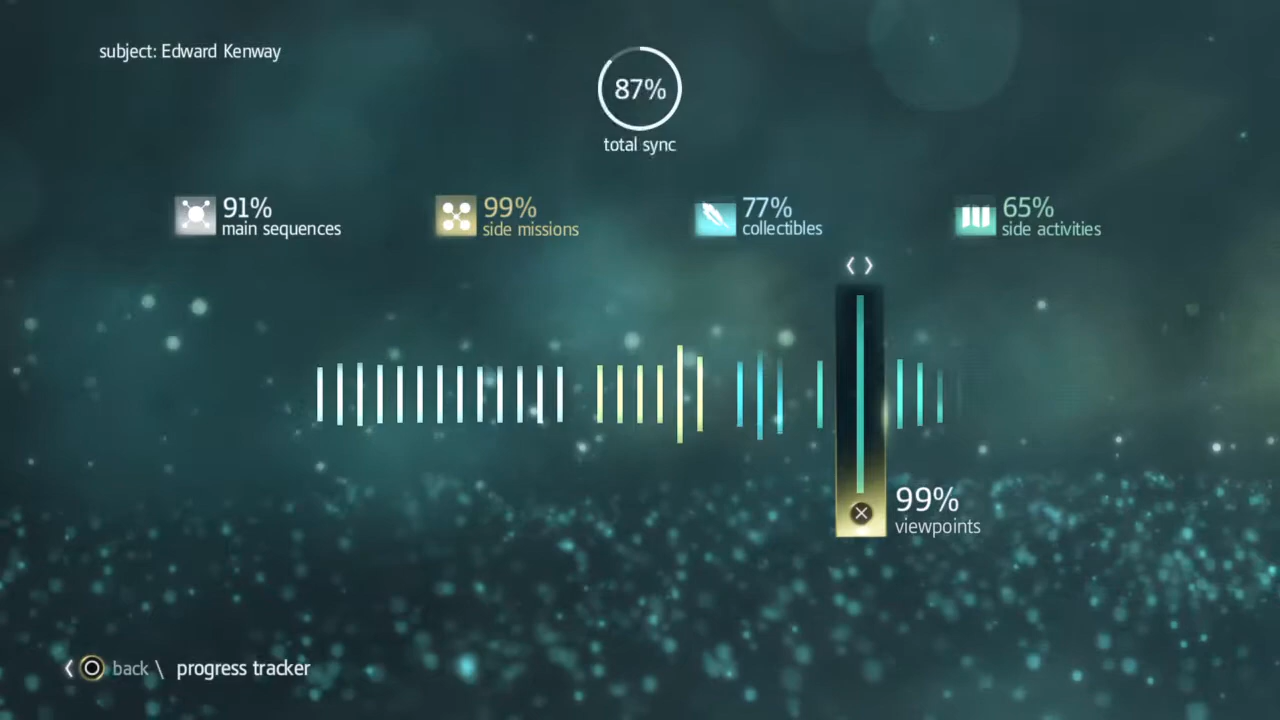 subject: Edward Kenway
87%
total sync
91%
main sequences
99%
side missions
77%
collectibles
65%
side activities
99%
viewpoints
back \ progress tracker